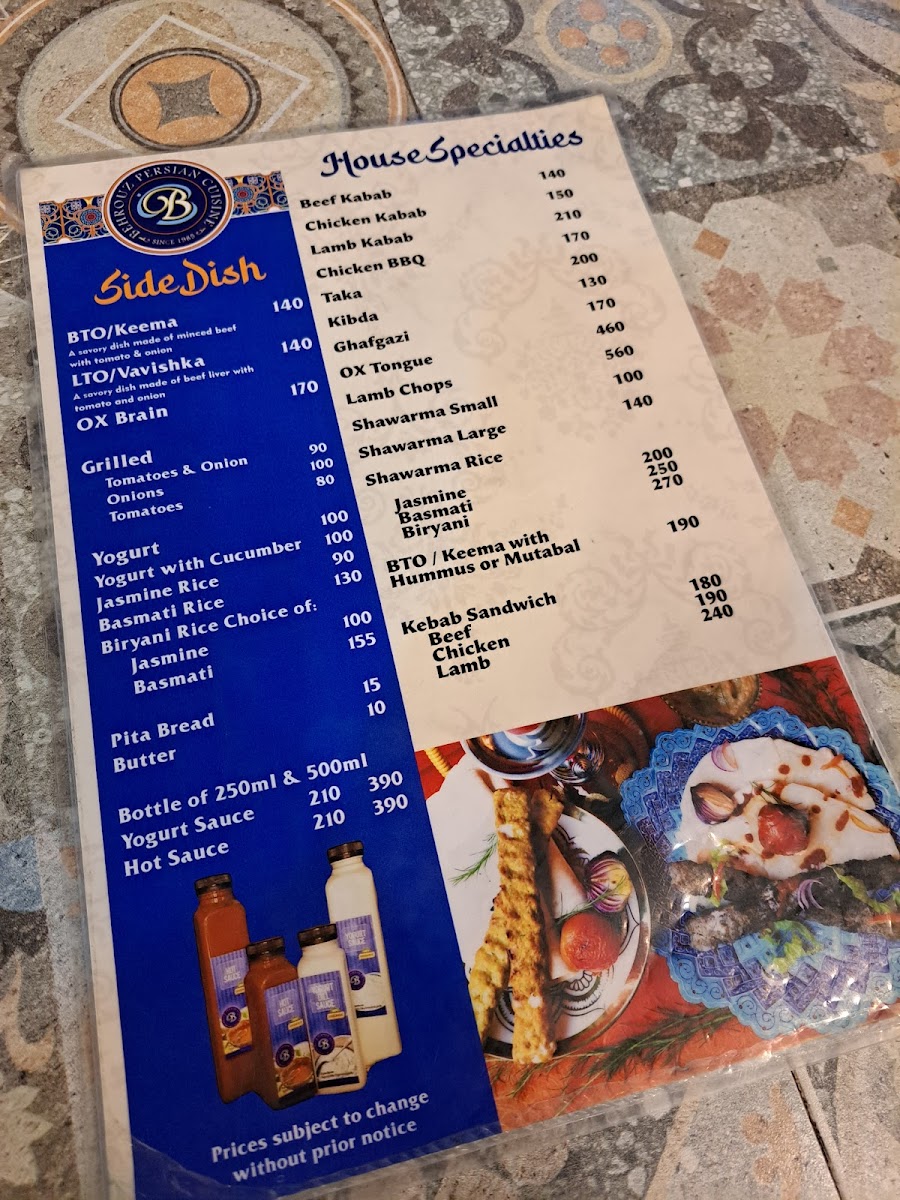 BEHROUZ PERSIAN CUISINE
B
SINCE 1985
Side Dish
BTO/Keema 140
A savory dish made of minced beef
with tomato & onion
LTO/Vavishka 140
A savory dish made of beef liver with
tomato and onion
OX Brain 170
Grilled
Tomatoes & Onion 90
Onions 100
Tomatoes 80
Yogurt 100
Yogurt with Cucumber 100
Jasmine Rice 90
Basmati Rice 130
Biryani Rice Choice of:
Jasmine 100
Basmati 155
Pita Bread 15
Butter 10
Bottle of 250ml & 500ml
Yogurt Sauce 210 390
Hot Sauce 210 390
HOT
SAUCE
HOT
SAUCE
SAUCE
SAUCE
Prices subject to change
without prior notice
House Specialties
Beef Kabab 140
Chicken Kabab 150
Lamb Kabab 210
Chicken BBQ 170
Taka 200
Kibda 130
Ghafgazi 170
OX Tongue 460
Lamb Chops 560
Shawarma Small 100
Shawarma Large 140
Shawarma Rice
Jasmine 200
Basmati 250
Biryani 270
BTO / Keema with
Hummus or Mutabal 190
Kebab Sandwich
Beef 180
Chicken 190
Lamb 240